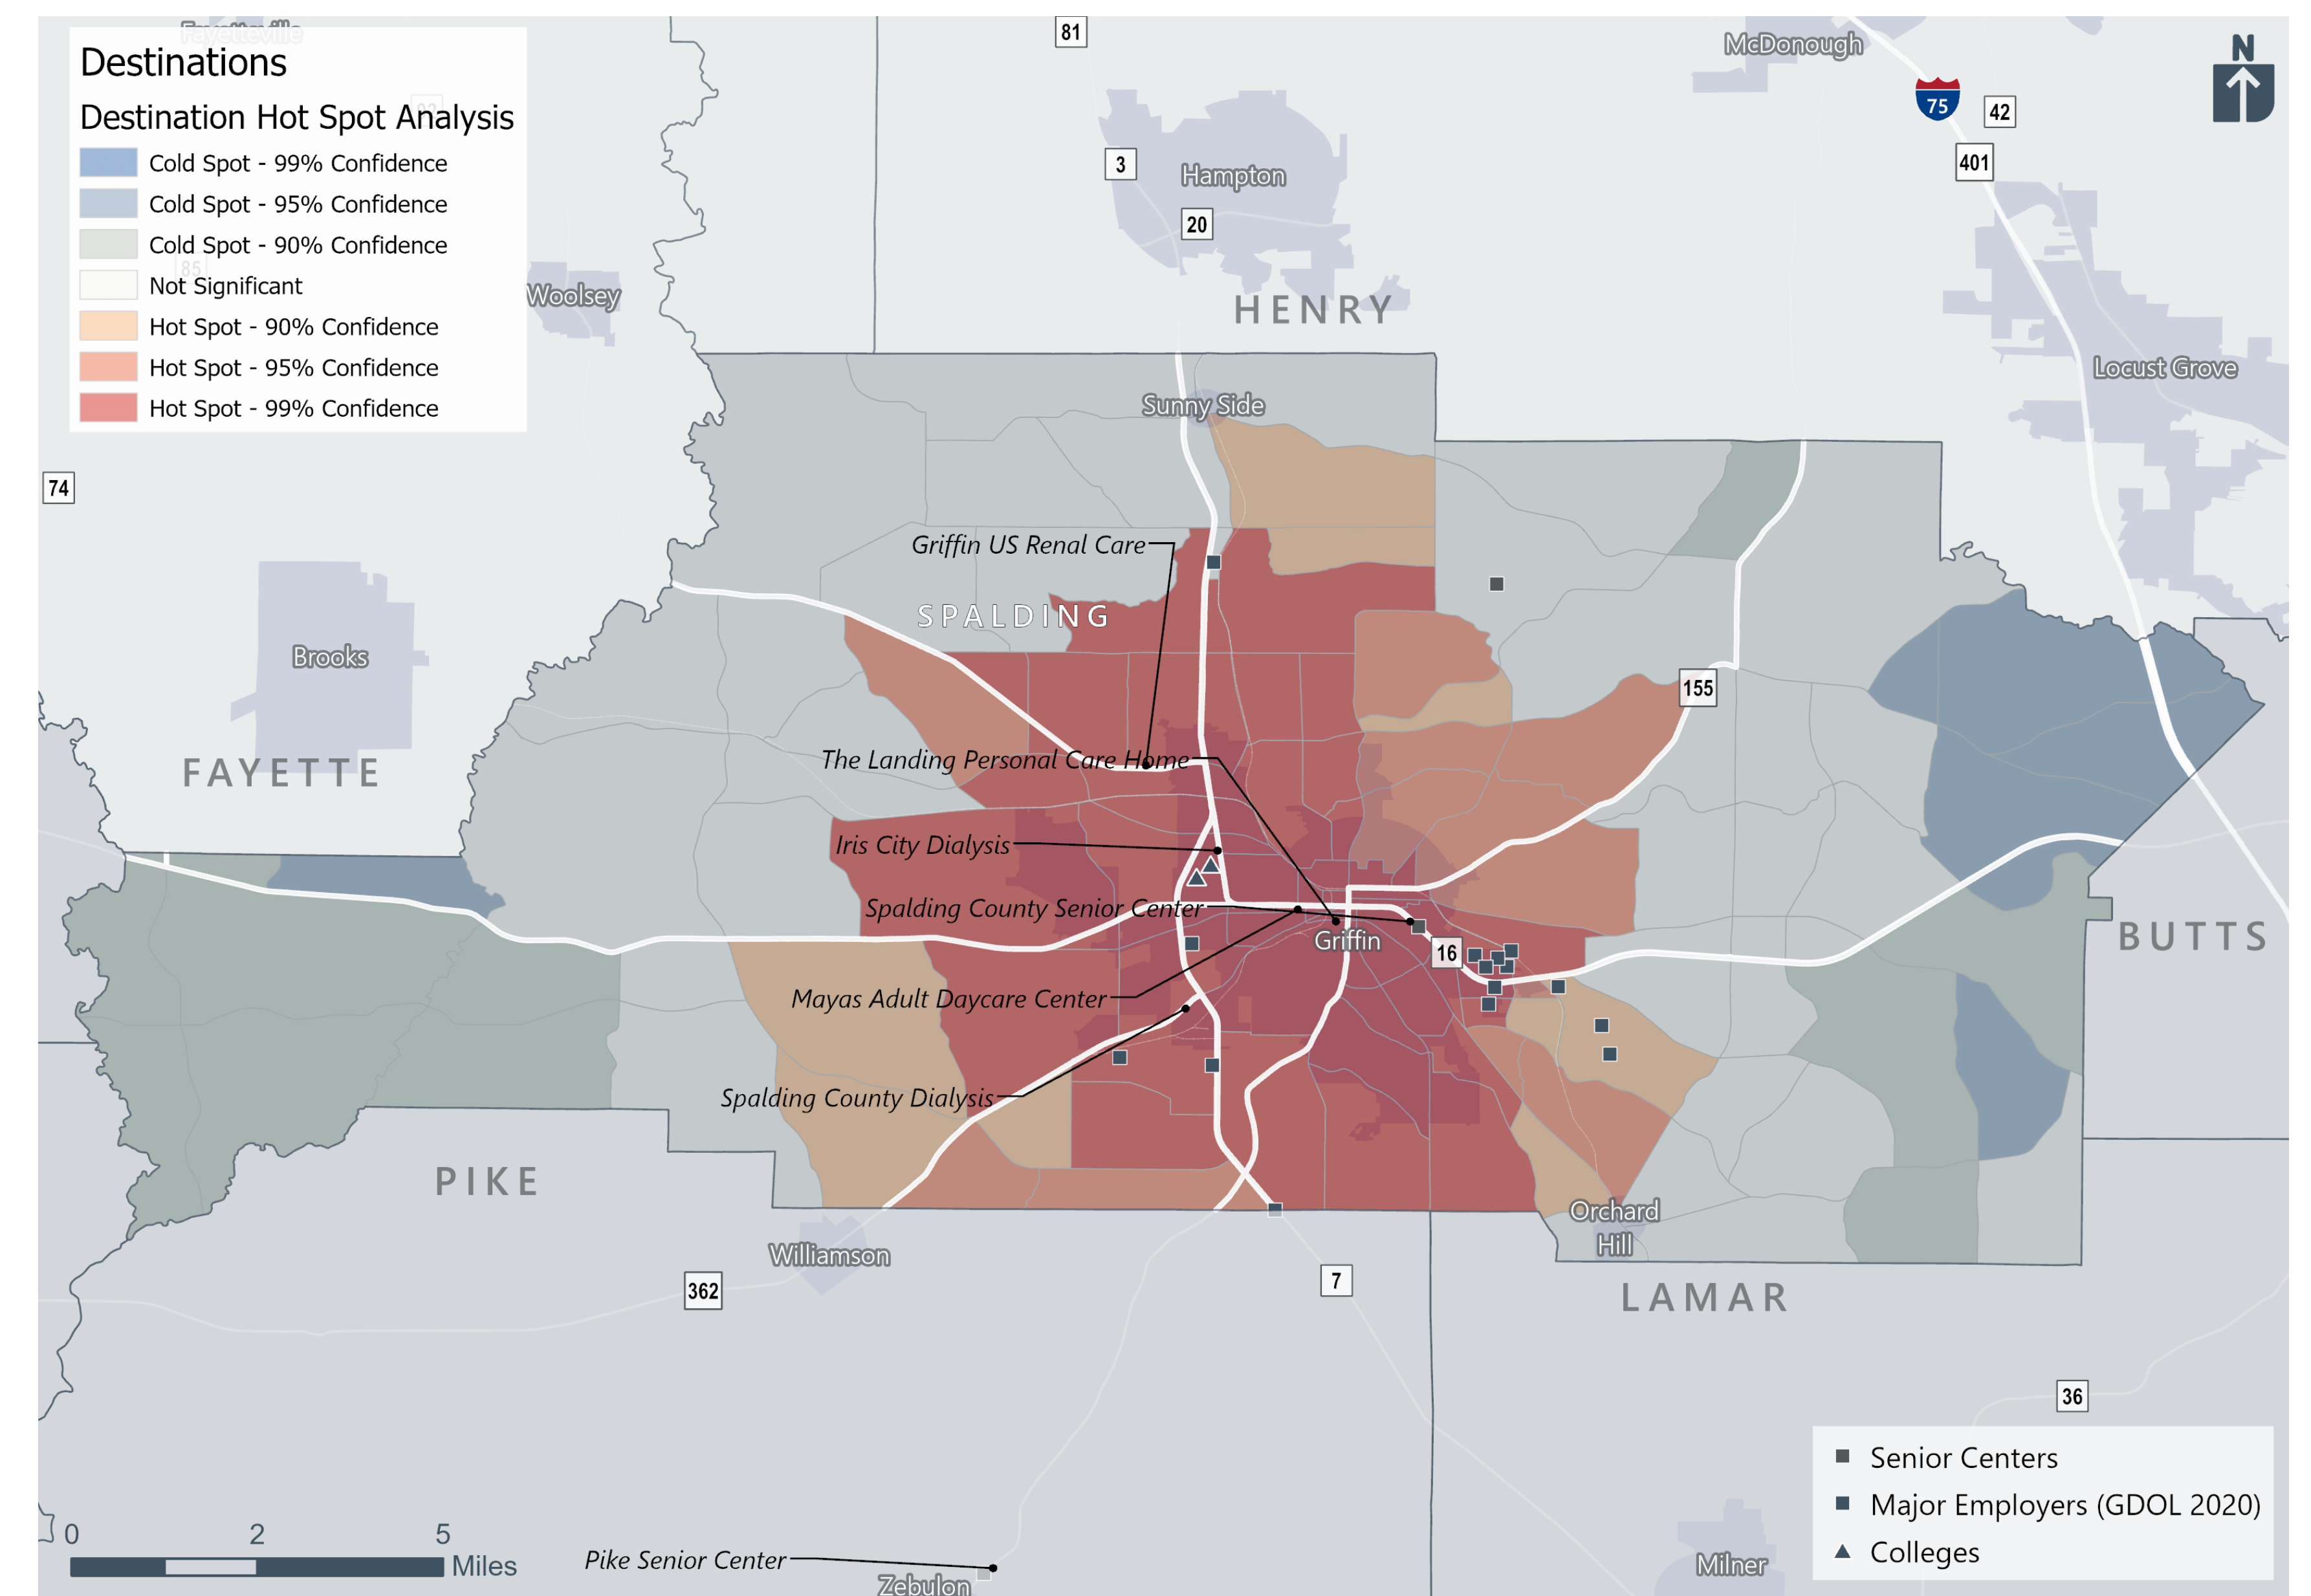 Fayetteville
Destinations
Destination Hot Spot Analysis
Cold Spot - 99% Confidence
Cold Spot - 95% Confidence
Cold Spot - 90% Confidence
Not Significant
Hot Spot - 90% Confidence
Hot Spot - 95% Confidence
Hot Spot - 99% Confidence
85
81
McDonough
N
75
42
401
3
Hampton
20
Woolsey
HENRY
Locust Grove
Sunny Side
74
Griffin US Renal Care
SPALDING
Brooks
155
FAYETTE
The Landing Personal Care Home
Iris City Dialysis
Spalding County Senior Center
Griffin
16
BUTTS
Mayas Adult Daycare Center
Spalding County Dialysis
PIKE
Orchard
Hill
Williamson
362
7
LAMAR
36
Senior Centers
Major Employers (GDOL 2020)
Colleges
0 2 5
Miles
Pike Senior Center
Zebulon
Milner